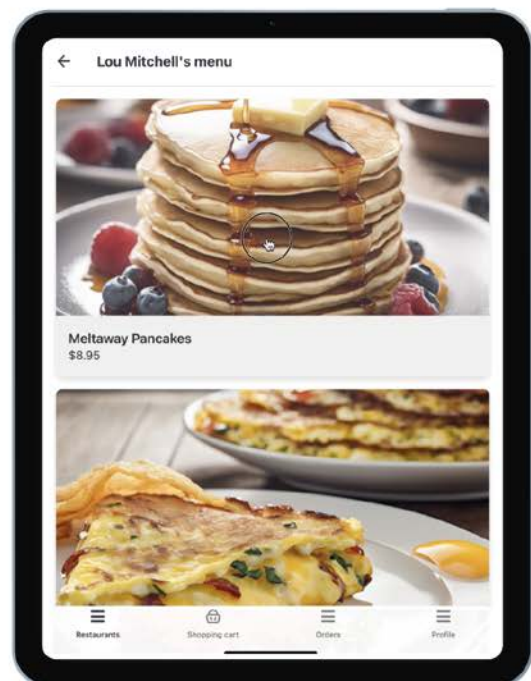 Lou Mitchell's menu
Meltaway Pancakes
$8.95
Restaurants
Shopping cart
Orders
Profile